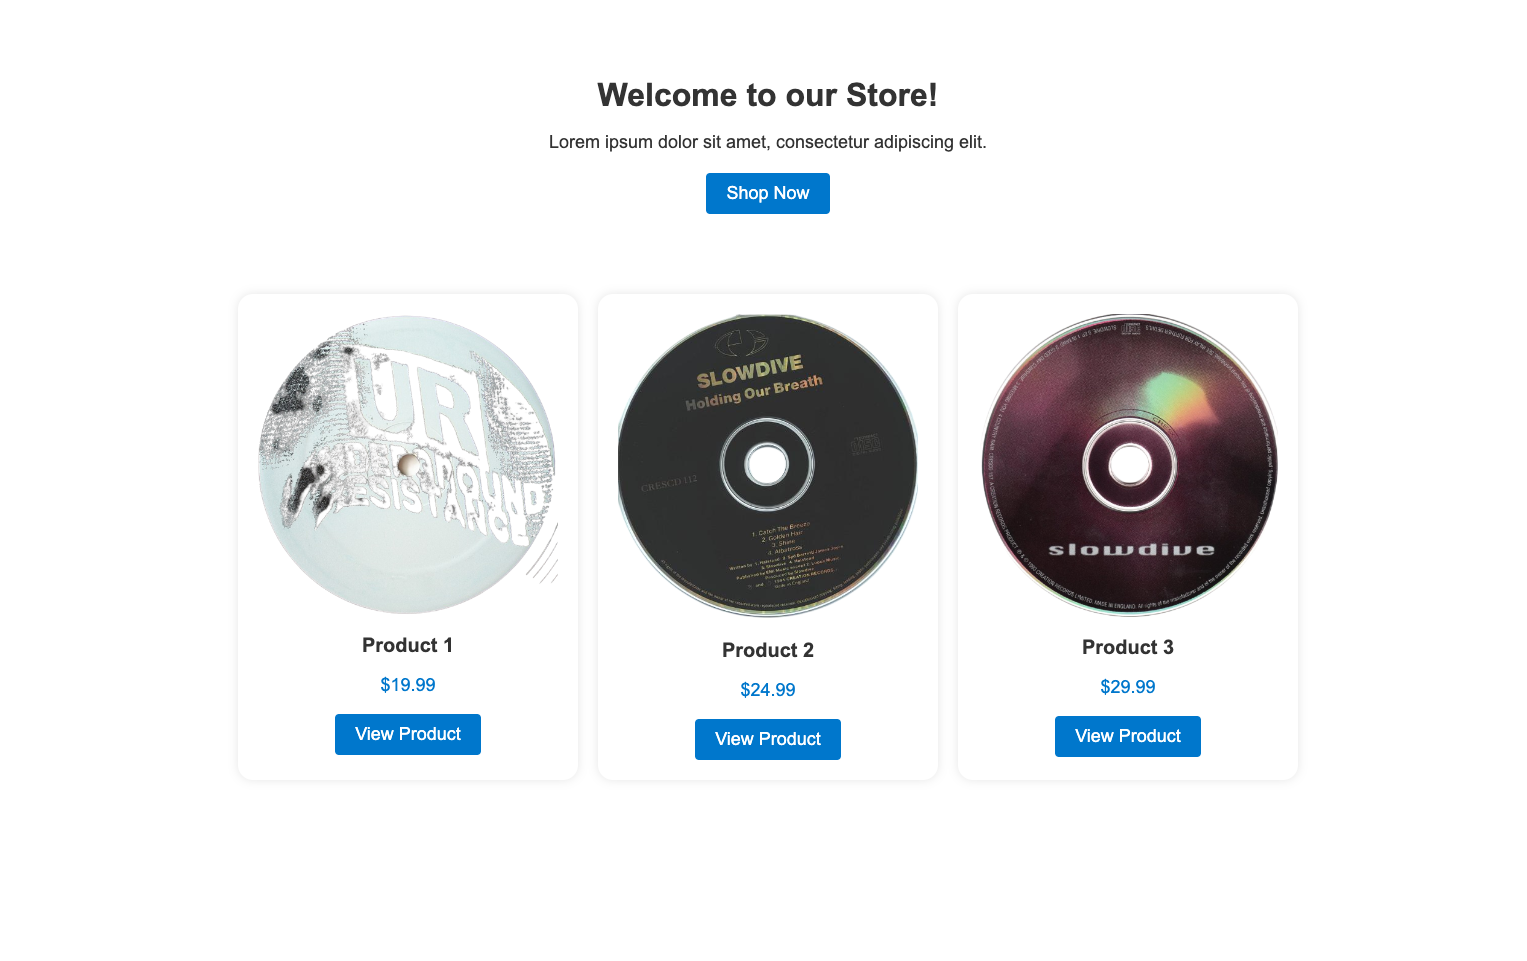 Welcome to our Store!
Lorem ipsum dolor sit amet, consectetur adipiscing elit.
Shop Now
UR
UNDERGROUND
RESISTANCE
Product 1
$19.99
View Product
SLOWDIVE
Holding Our Breath
CRESCD 112
1. Catch The Breeze
2. Golden Hair
3. Shine
4. Albatross
Product 2
$24.99
View Product
slowdive
Product 3
$29.99
View Product